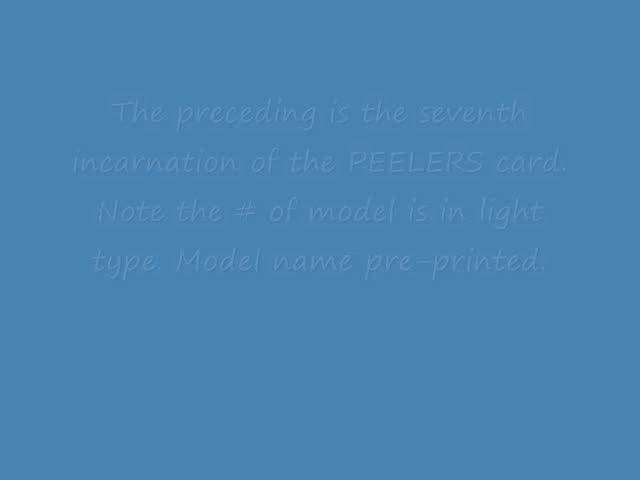 The preceding is the seventh
incarnation of the PEELERS card.
Note the # of model is in light
type. Model name pre-printed.